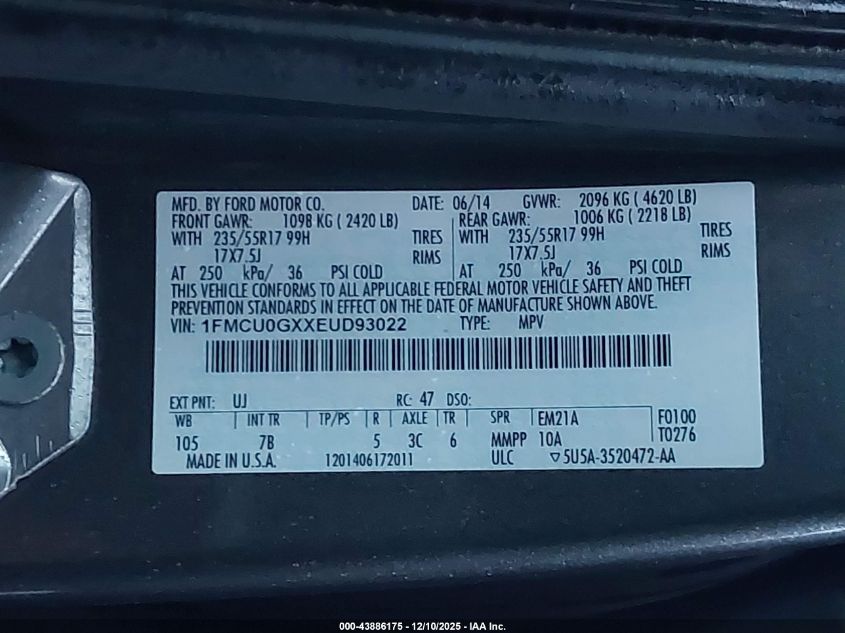 MFD. BY FORD MOTOR CO. DATE: 06/14 GVWR: 2096 KG ( 4620 LB)
FRONT GAWR: 1098 KG ( 2420 LB) REAR GAWR: 1006 KG ( 2218 LB)
WITH 235/55R17 99H TIRES WITH 235/55R17 99H TIRES
17X7.5J RIMS 17X7.5J RIMS
AT 250 kPa/ 36 PSI COLD AT 250 kPa/ 36 PSI COLD
THIS VEHICLE CONFORMS TO ALL APPLICABLE FEDERAL MOTOR VEHICLE SAFETY AND THEFT
PREVENTION STANDARDS IN EFFECT ON THE DATE OF MANUFACTURE SHOWN ABOVE.
VIN: 1FMCU0GXXEUD93022 TYPE: MPV
EXT PNT: UJ RC: 47 DSO:
WB INT TR TP/PS R AXLE TR SPR EM21A F0100
105 7B 5 3C 6 MMPP 10A T0276
MADE IN U.S.A. 1201406172011 ULC ▽5U5A-3520472-AA
000-43886175 — 12/10/2025 — IAA Inc.